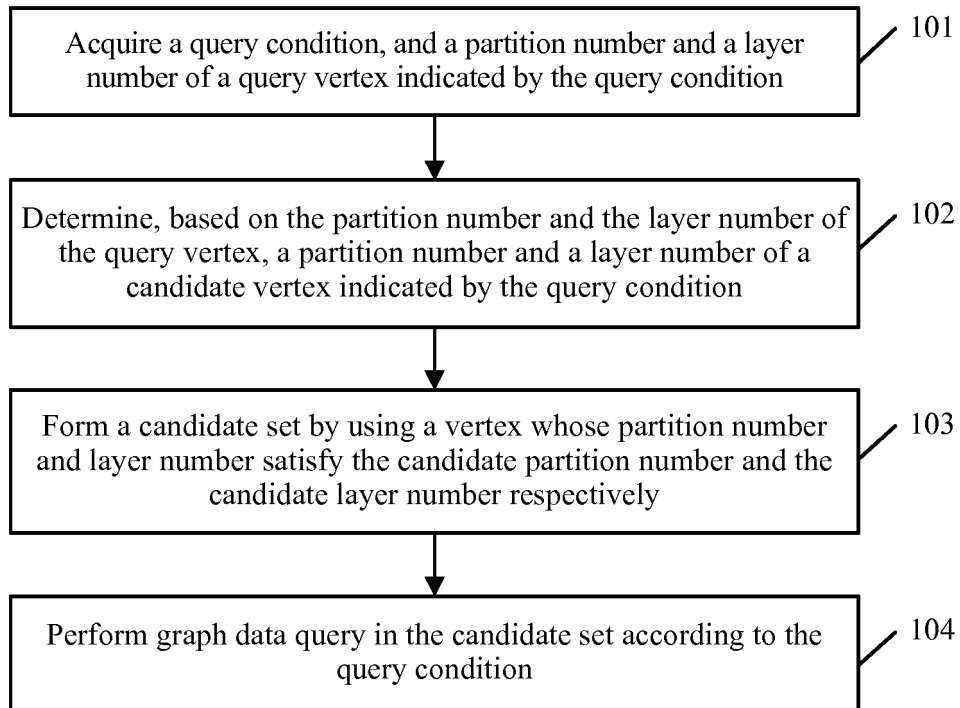 Acquire a query condition, and a partition number and a layer
number of a query vertex indicated by the query condition
101
Determine, based on the partition number and the layer number of
the query vertex, a partition number and a layer number of a
candidate vertex indicated by the query condition
102
Form a candidate set by using a vertex whose partition number
and layer number satisfy the candidate partition number and the
candidate layer number respectively
103
Perform graph data query in the candidate set according to the
query condition
104